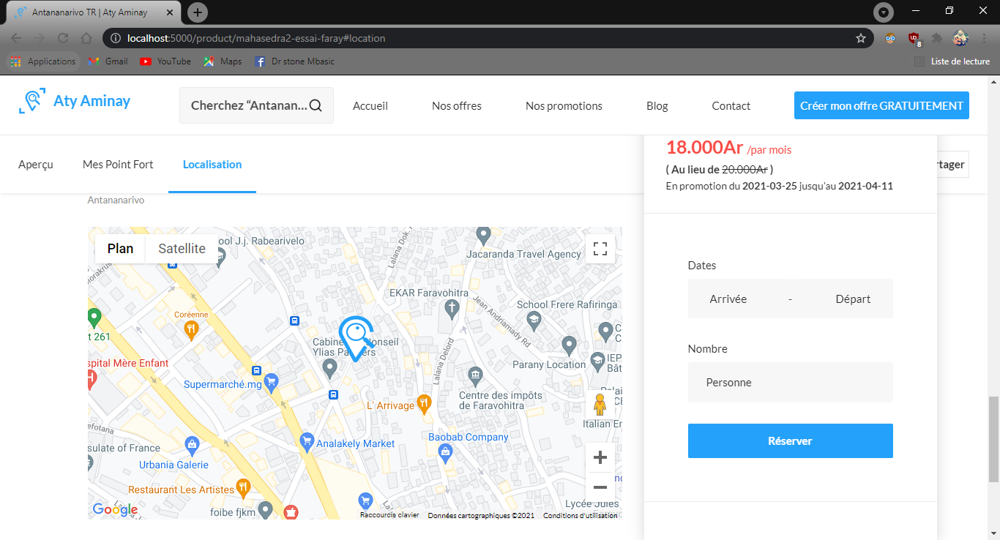 Antananarivo TR | Aty Aminay
localhost:5000/product/mahasedra2-essai-faray#location
8
Applications Gmail YouTube Maps Dr stone Mbasic Liste de lecture
Aty Aminay
Cherchez “Antanan...
Accueil Nos offres Nos promotions Blog Contact
Créer mon offre GRATUITEMENT
Aperçu Mes Point Fort Localisation
rtager
18.000Ar /par mois
( Au lieu de 20.000Ar )
En promotion du 2021-03-25 jusqu'au 2021-04-11
Antananarivo
Plan Satellite
ool J.j. Rabearivelo
Lalana Dok.
Jacaranda Travel Agency
EKAR Faravohitra
Jean Andriamady Rd
School Frere Rafiringa
Coréenne
t 261
Lalana Delord
Parany Location
IEP
Bât
spital Mère Enfant
Supermarché.mg
Centre des impôts
de Faravohitra
L' Arrivage
Italian En
efotana
sulate of France
Urbania Galerie
Analakely Market
Baobab Company
Restaurant Les Artistes
foibe fjkm
Lycée Jules
Google
Raccourcis clavier Données cartographiques ©2021 Conditions d'utilisation
Dates
Arrivée - Départ
Nombre
Personne
Réserver